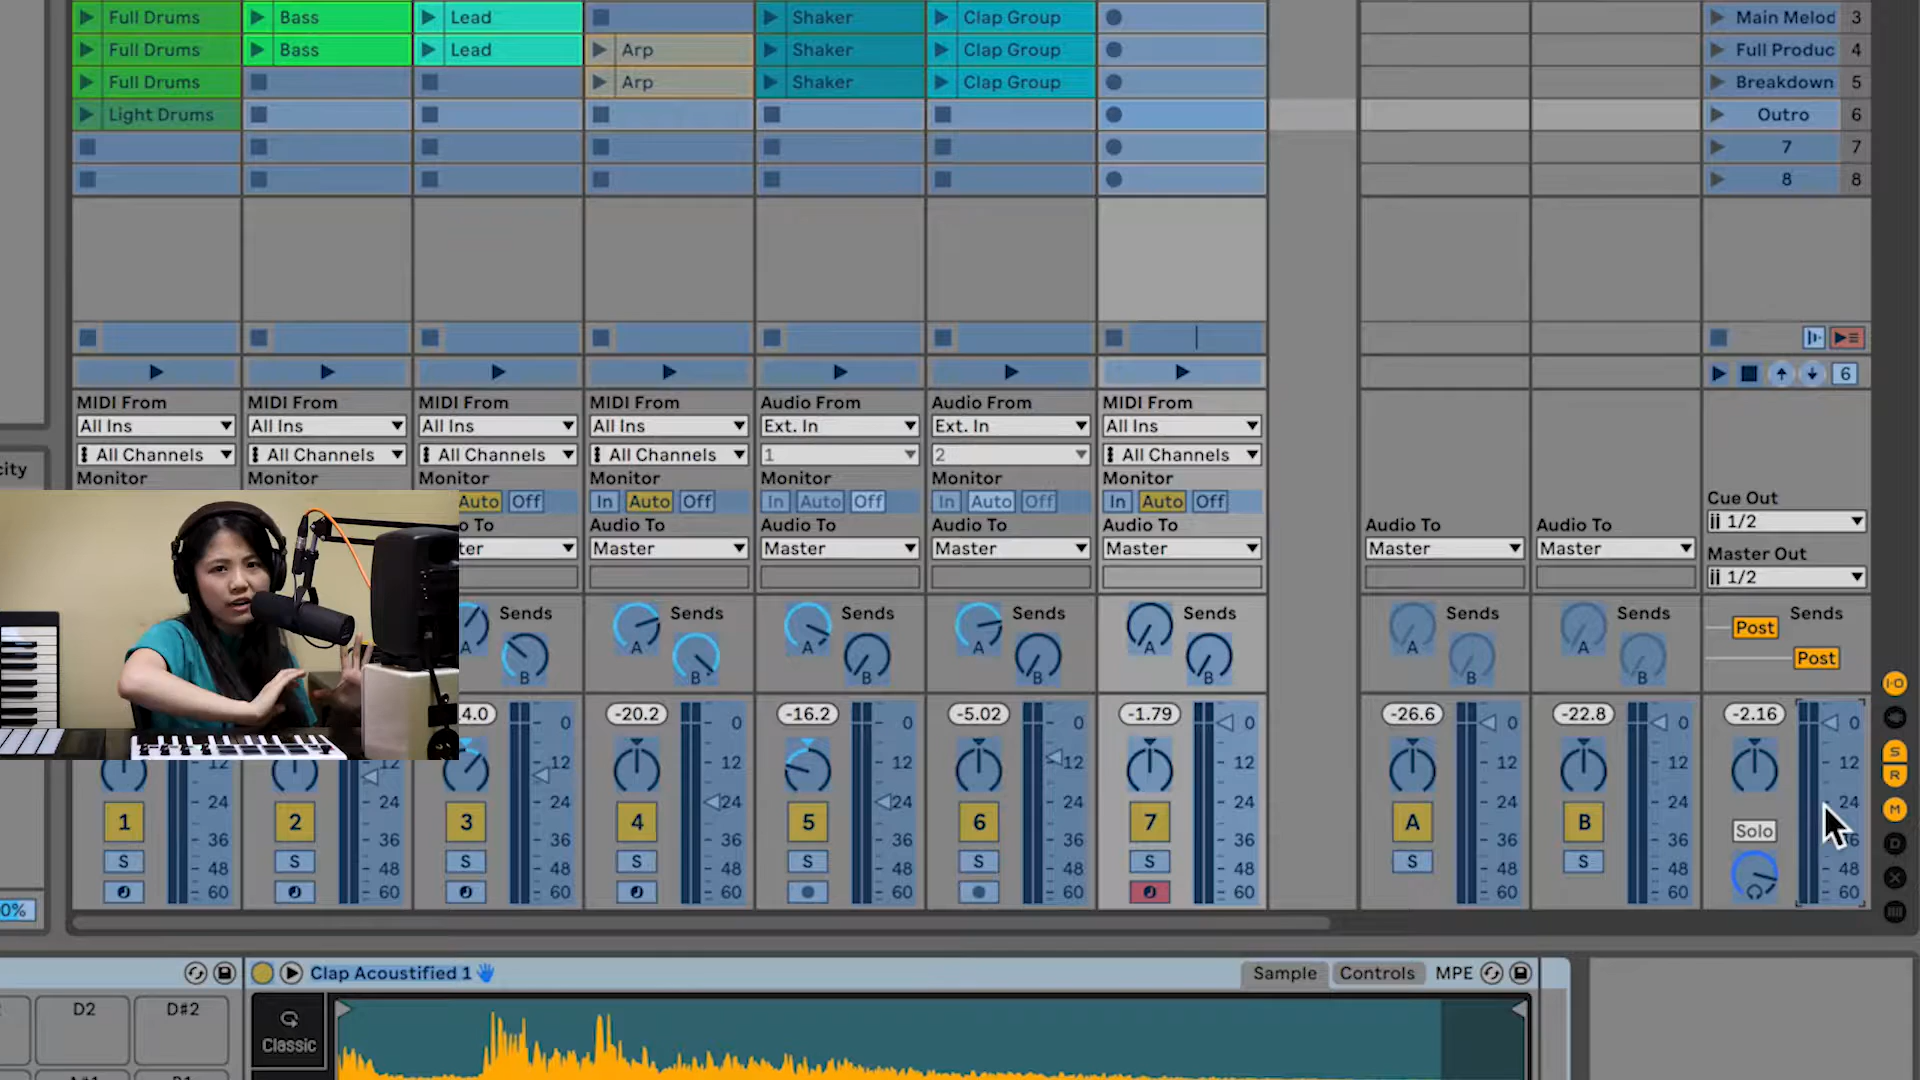 Full Drums Bass Lead Shaker Clap Group Main Melod 3
Full Drums Bass Lead Arp Shaker Clap Group Full Produc 4
Full Drums Arp Shaker Clap Group Breakdown 5
Light Drums Outro 6
7 7
8 8
6
MIDI From MIDI From MIDI From MIDI From Audio From Audio From MIDI From
All Ins All Ins All Ins All Ins Ext. In Ext. In All Ins
All Channels All Channels All Channels All Channels 1 2 All Channels
Monitor Monitor Monitor Monitor Monitor Monitor Monitor
Auto Off In Auto Off In Auto Off In Auto Off In Auto Off
Cue Out
ii 1/2
To Audio To Audio To Audio To Audio To Audio To Audio To
ter Master Master Master Master Master Master
Master Out
ii 1/2
Sends Sends Sends Sends Sends Sends Sends Sends
A A A A A A A
B B B B B B B
Post
Post
4.0 -20.2 -16.2 -5.02 -1.79 -26.6 -22.8 -2.16
0 0 0 0 0 0 0 0
12 12 12 12 12 12 12 12 12 12
24 24 24 24 24 24 24 24 24 24
1 2 3 4 5 6 7 A B Solo
36 36 36 36 36 36 36 36 36
S S S S S S S S S
48 48 48 48 48 48 48 48 48 48
60 60 60 60 60 60 60 60 60 60
I·O
S
R
M
D
X
city
0%
Clap Acoustified 1 Sample Controls MPE
D2 D#2
Classic